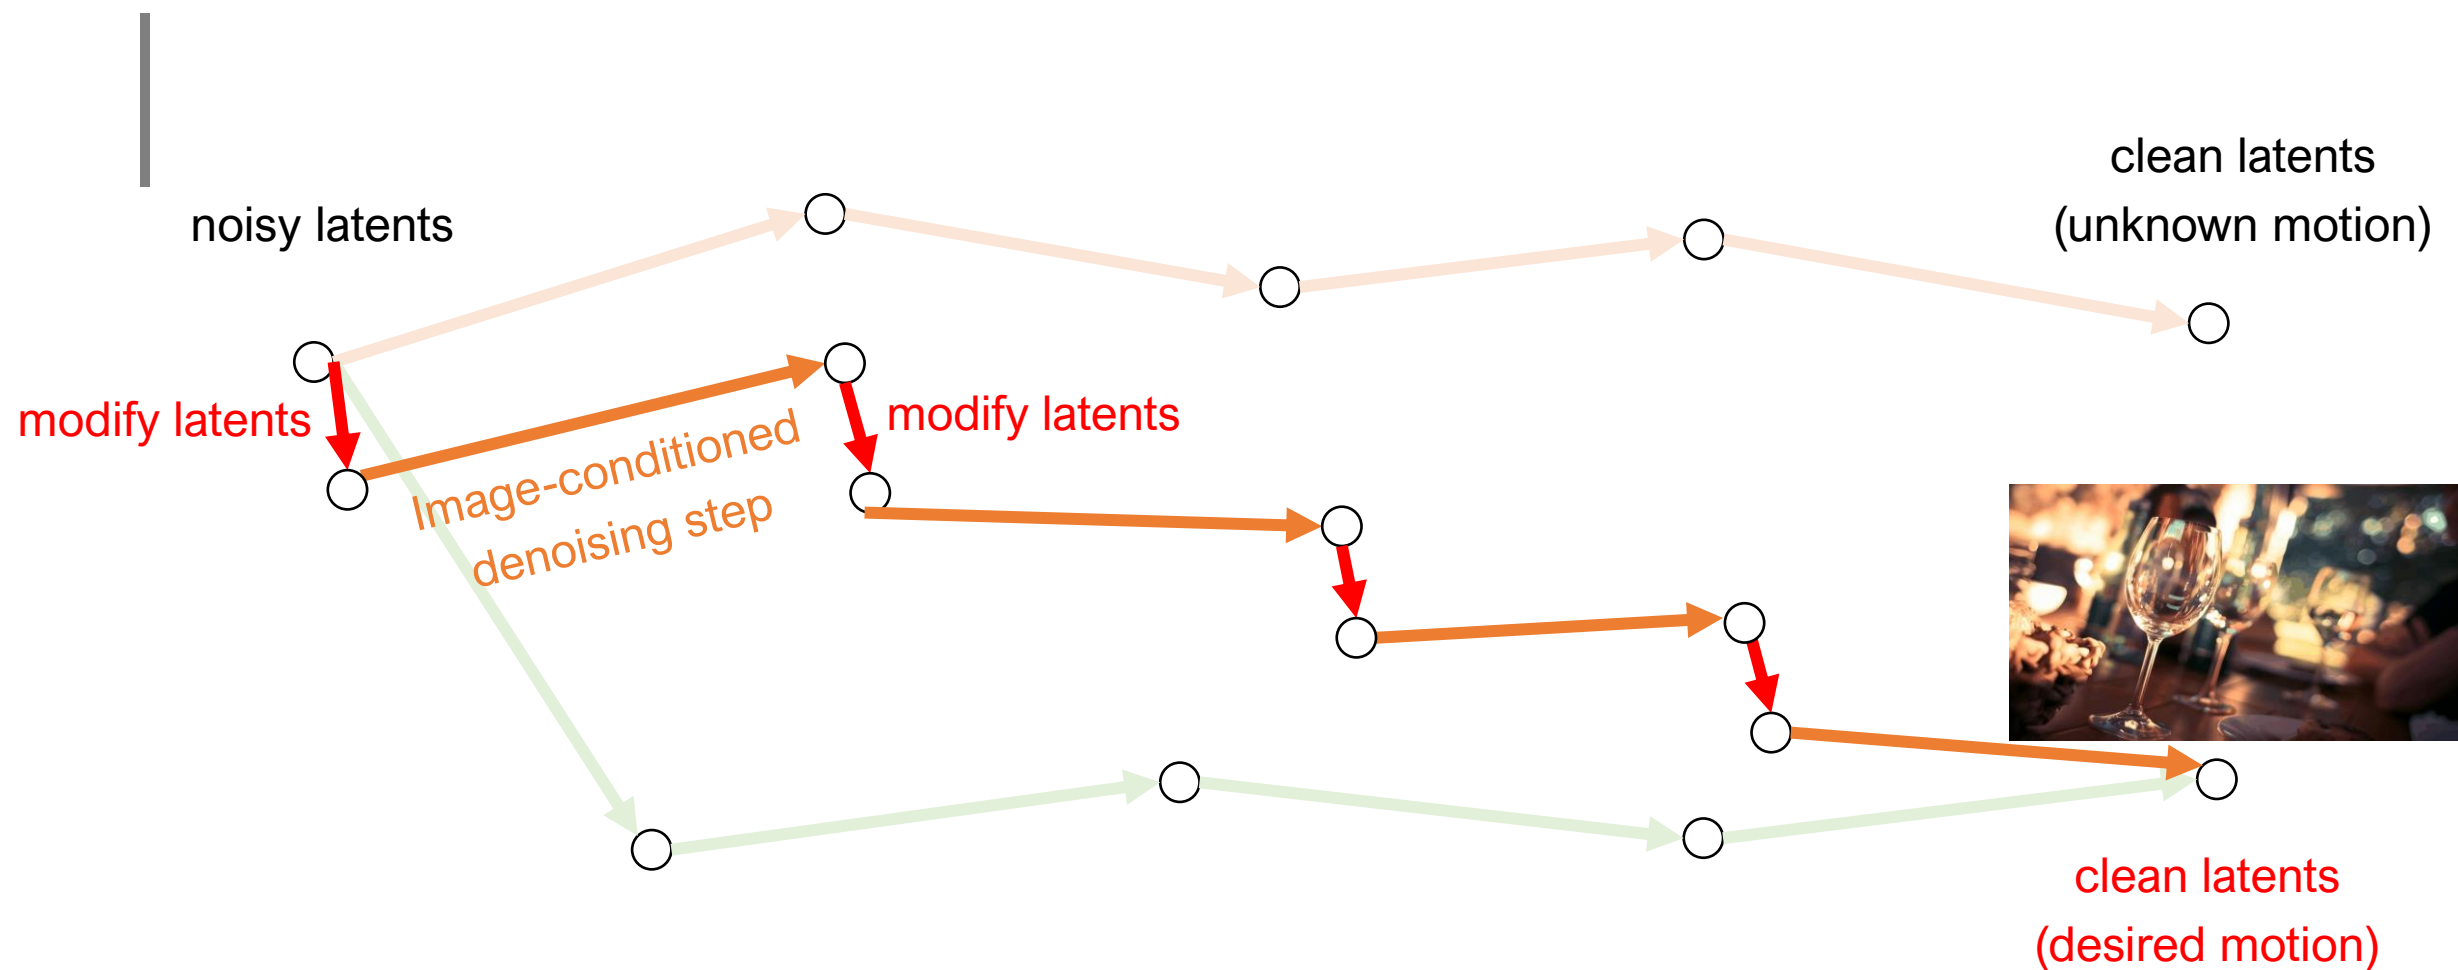 clean latents
(unknown motion)
noisy latents
modify latents
modify latents
Image-conditioned
denoising step
clean latents
(desired motion)